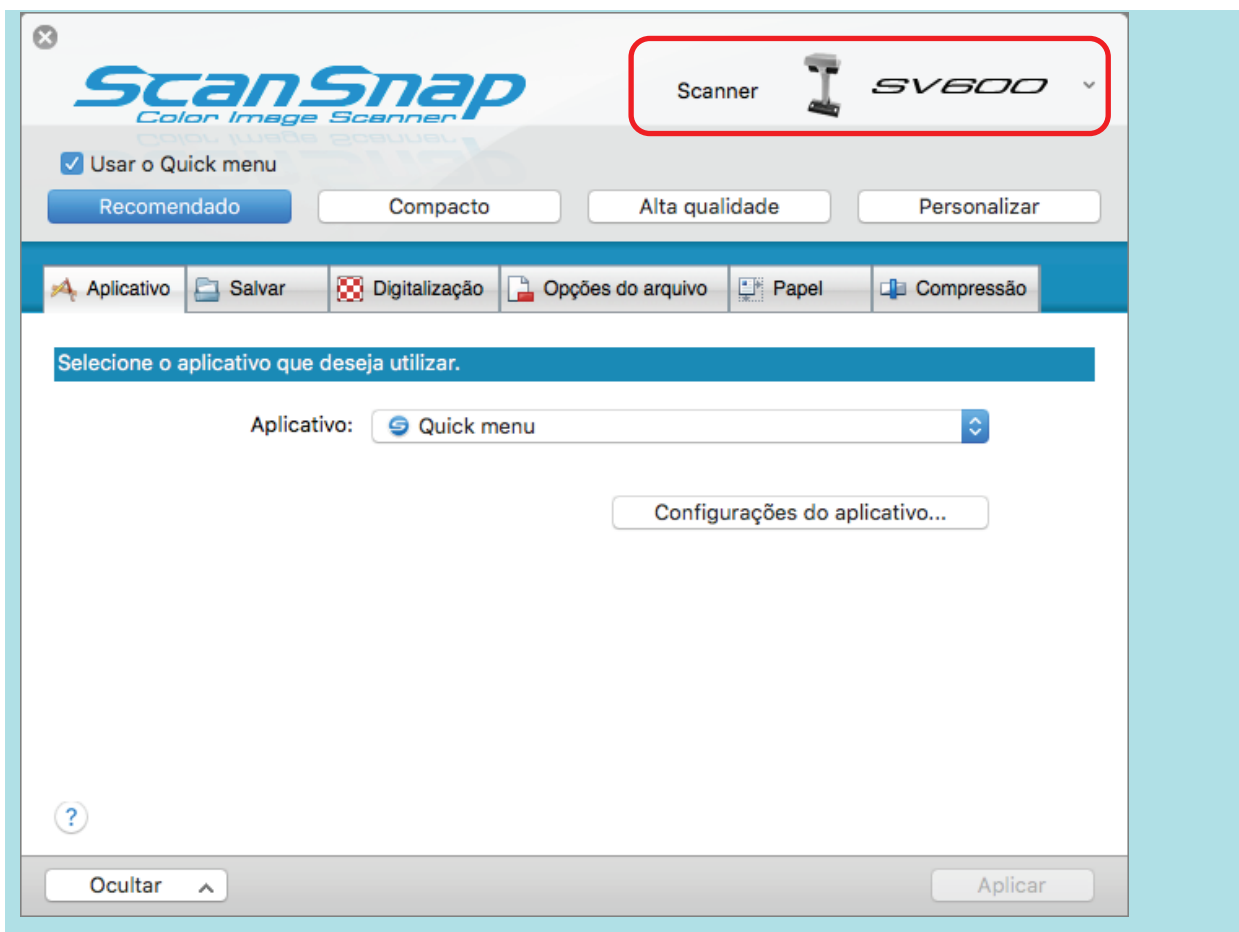 ScanSnap
Color Image Scanner
Scanner SV600
Usar o Quick menu
Recomendado Compacto Alta qualidade Personalizar
Aplicativo Salvar Digitalização Opções do arquivo Papel Compressão
Selecione o aplicativo que deseja utilizar.
Aplicativo: Quick menu
Configurações do aplicativo...
?
Ocultar Aplicar